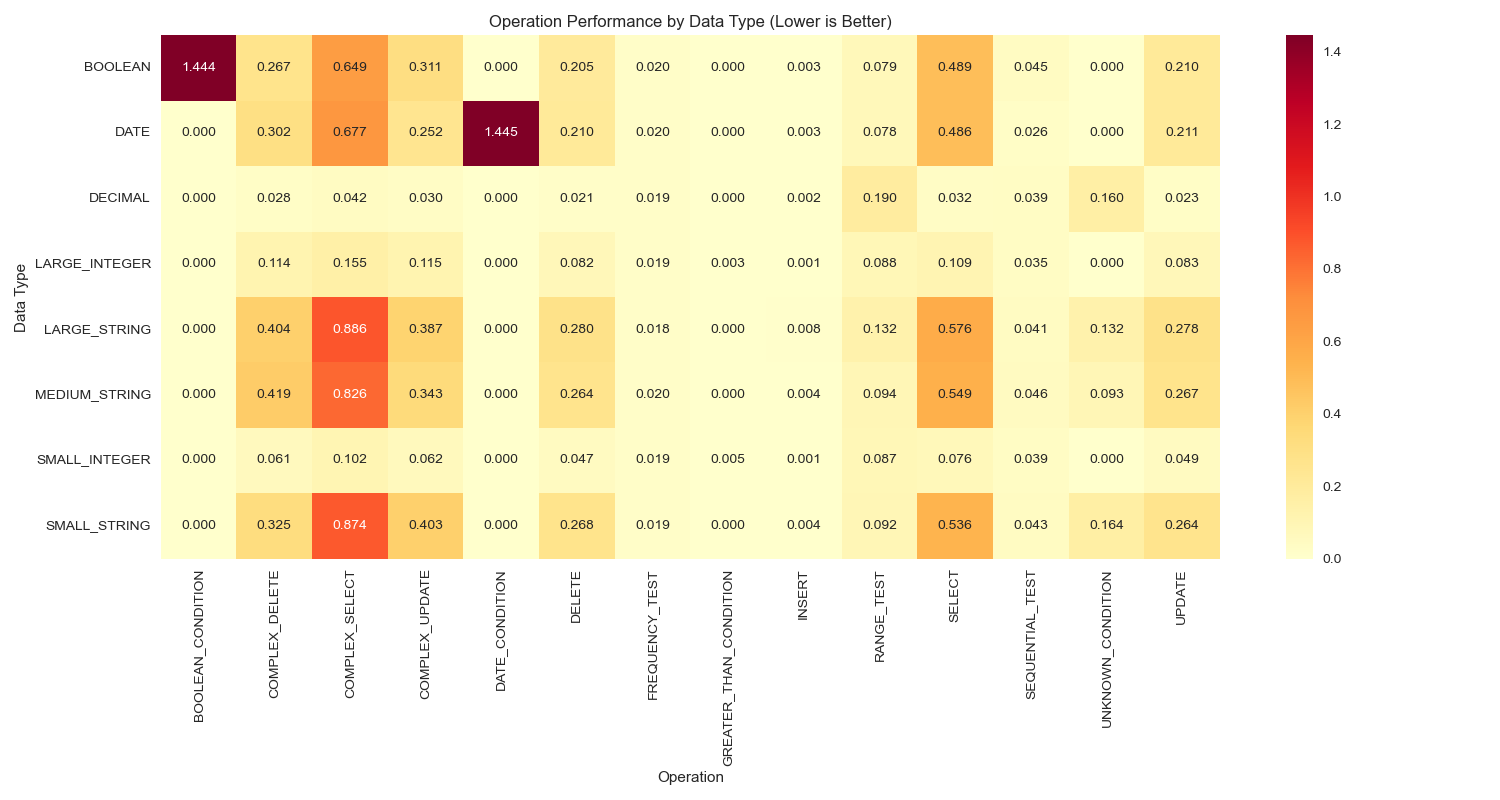 Operation Performance by Data Type (Lower is Better)
BOOLEAN 1.444 0.267 0.649 0.311 0.000 0.205 0.020 0.000 0.003 0.079 0.489 0.045 0.000 0.210
DATE 0.000 0.302 0.677 0.252 1.445 0.210 0.020 0.000 0.003 0.078 0.486 0.026 0.000 0.211
DECIMAL 0.000 0.028 0.042 0.030 0.000 0.021 0.019 0.000 0.002 0.190 0.032 0.039 0.160 0.023
LARGE_INTEGER 0.000 0.114 0.155 0.115 0.000 0.082 0.019 0.003 0.001 0.088 0.109 0.035 0.000 0.083
LARGE_STRING 0.000 0.404 0.886 0.387 0.000 0.280 0.018 0.000 0.008 0.132 0.576 0.041 0.132 0.278
MEDIUM_STRING 0.000 0.419 0.826 0.343 0.000 0.264 0.020 0.000 0.004 0.094 0.549 0.046 0.093 0.267
SMALL_INTEGER 0.000 0.061 0.102 0.062 0.000 0.047 0.019 0.005 0.001 0.087 0.076 0.039 0.000 0.049
SMALL_STRING 0.000 0.325 0.874 0.403 0.000 0.268 0.019 0.000 0.004 0.092 0.536 0.043 0.164 0.264
Data Type
BOOLEAN_CONDITION
COMPLEX_DELETE
COMPLEX_SELECT
COMPLEX_UPDATE
DATE_CONDITION
DELETE
FREQUENCY_TEST
GREATER_THAN_CONDITION
INSERT
RANGE_TEST
SELECT
SEQUENTIAL_TEST
UNKNOWN_CONDITION
UPDATE
Operation
1.4
1.2
1.0
0.8
0.6
0.4
0.2
0.0